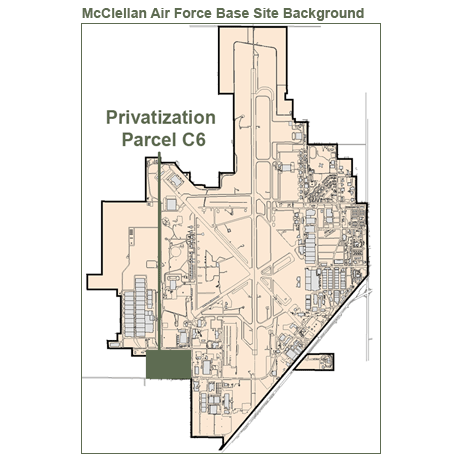 McClellan Air Force Base Site Background
Privatization
Parcel C6